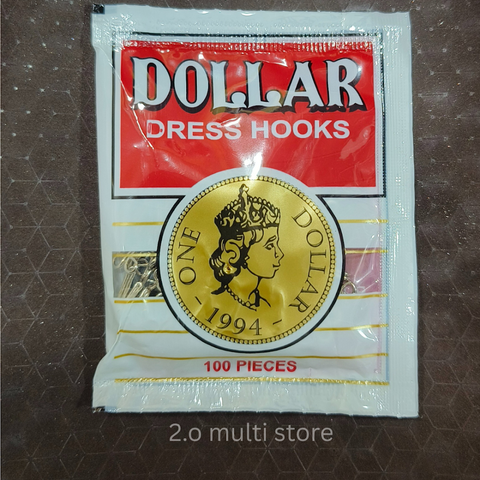 DOLLAR
DRESS HOOKS
ONE DOLLAR
- 1994 -
100 PIECES
2.o multi store